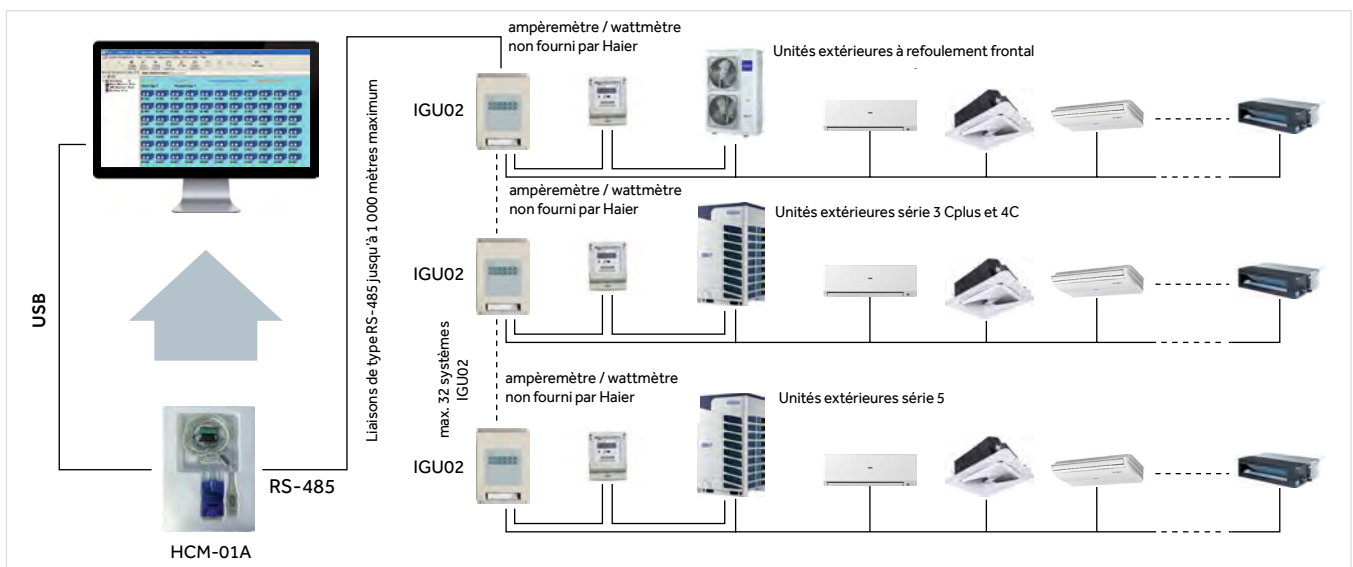 ampèremètre / wattmètre
non fourni par Haier
Unités extérieures à refoulement frontal
IGU02
ampèremètre / wattmètre
non fourni par Haier
Unités extérieures série 3 Cplus et 4C
IGU02
USB
Liaisons de type RS-485 jusqu'à 1 000 mètres maximum
max. 32 systèmes
IGU02
ampèremètre / wattmètre
non fourni par Haier
Unités extérieures série 5
IGU02
RS-485
HCM-01A